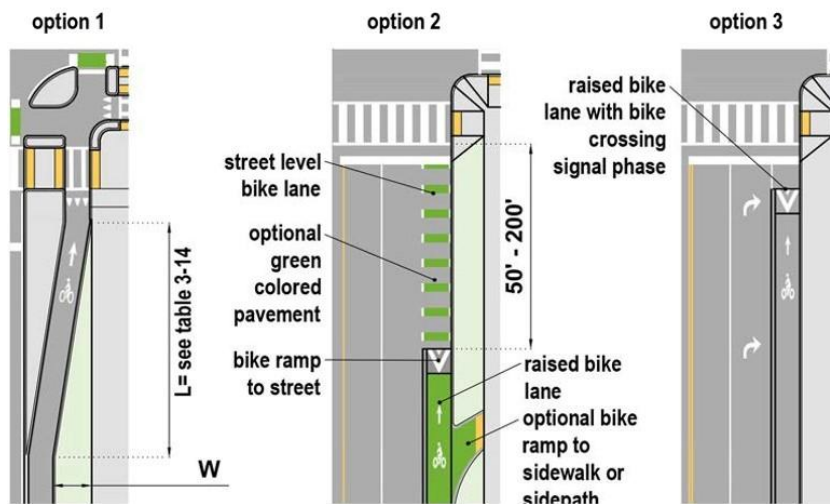 option 1
option 2
option 3
street level
bike lane
optional
green
colored
pavement
bike ramp
to street
L= see table 3-14
W
50' - 200'
raised bike
lane
optional bike
ramp to
sidewalk or
sidepath
raised bike
lane with bike
crossing
signal phase